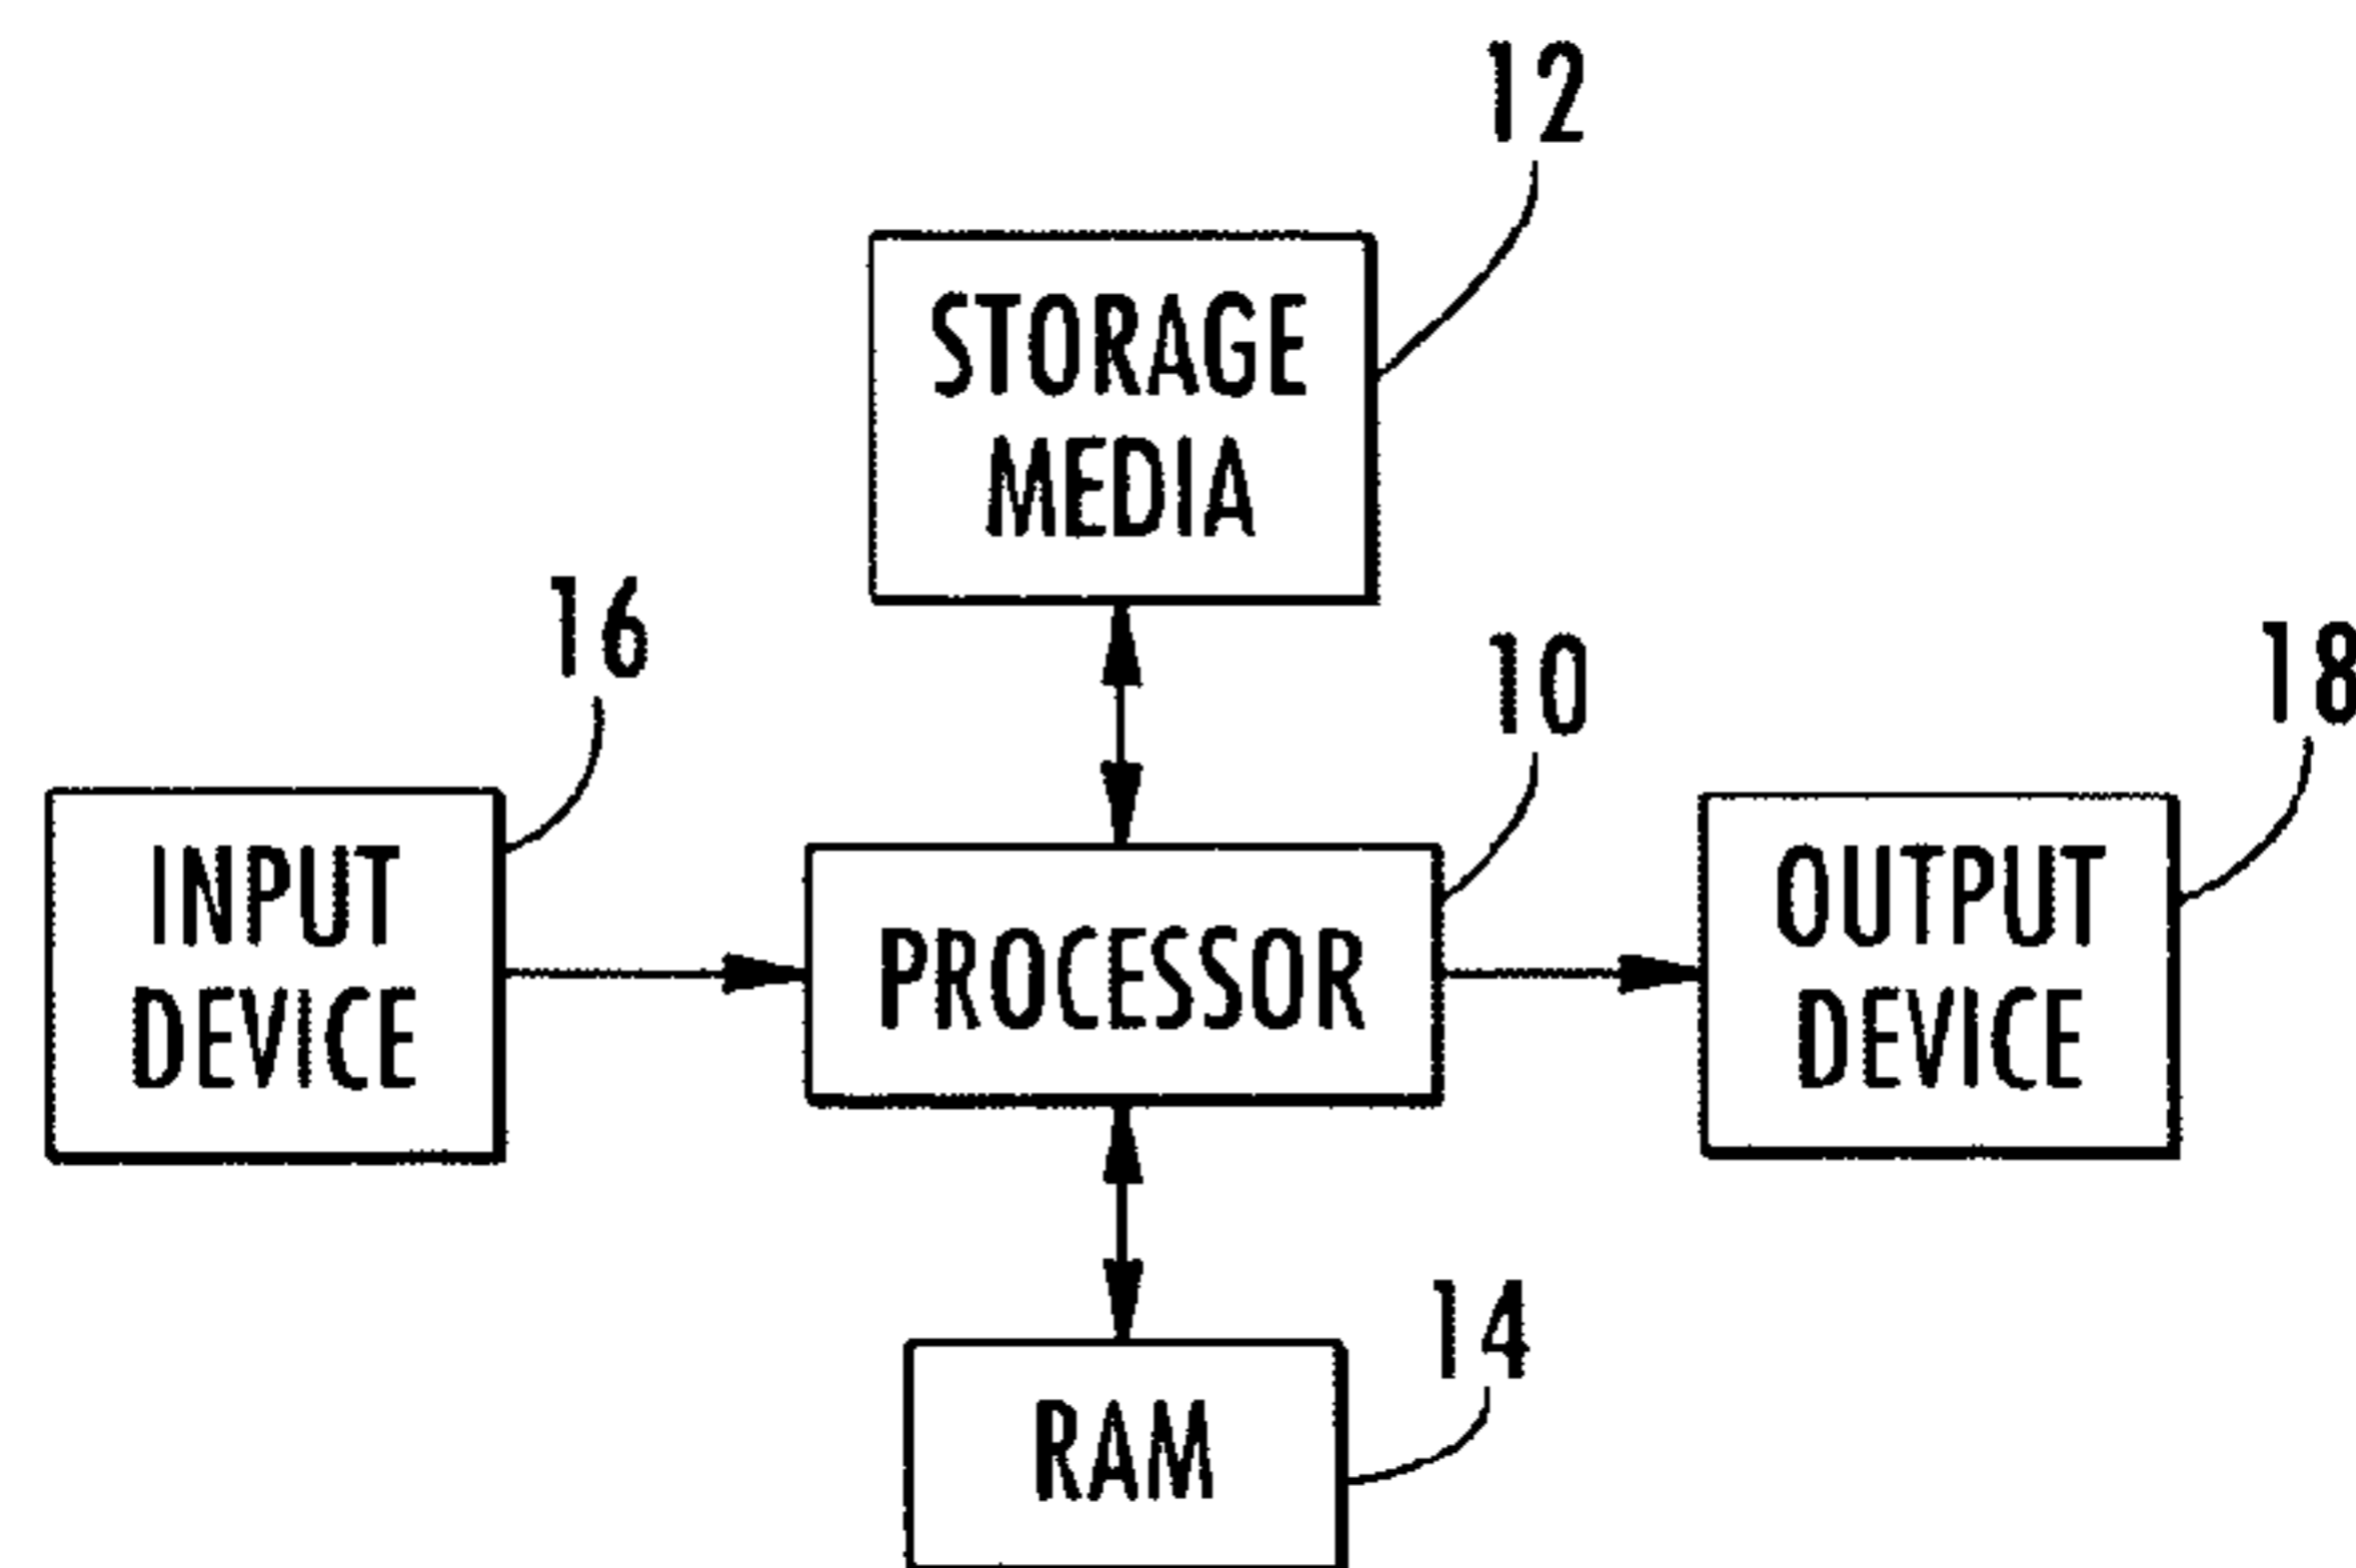 12
STORAGE
MEDIA
16
10
18
INPUT
DEVICE
PROCESSOR
OUTPUT
DEVICE
14
RAM